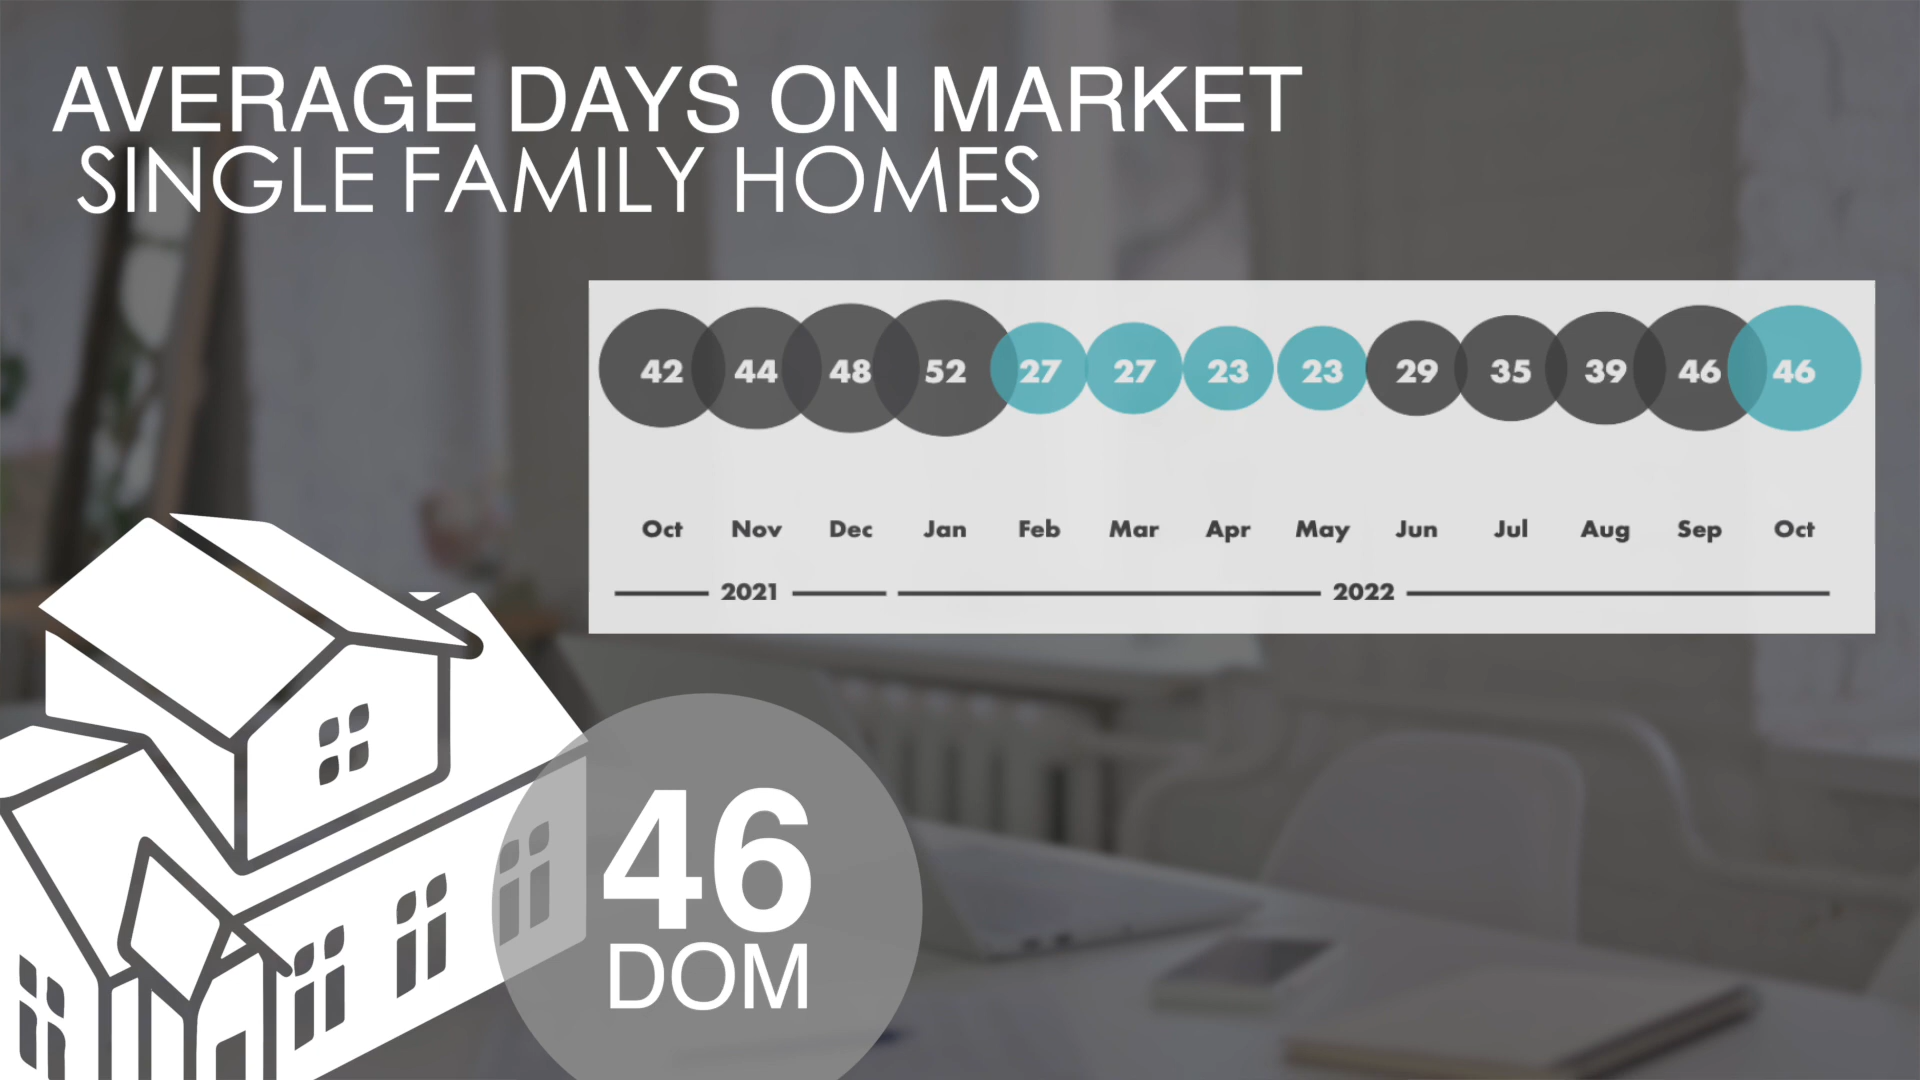 AVERAGE DAYS ON MARKET
SINGLE FAMILY HOMES
42 44 48 52 27 27 23 23 29 35 39 46 46
Oct Nov Dec Jan Feb Mar Apr May Jun Jul Aug Sep Oct
2021 2022
46
DOM